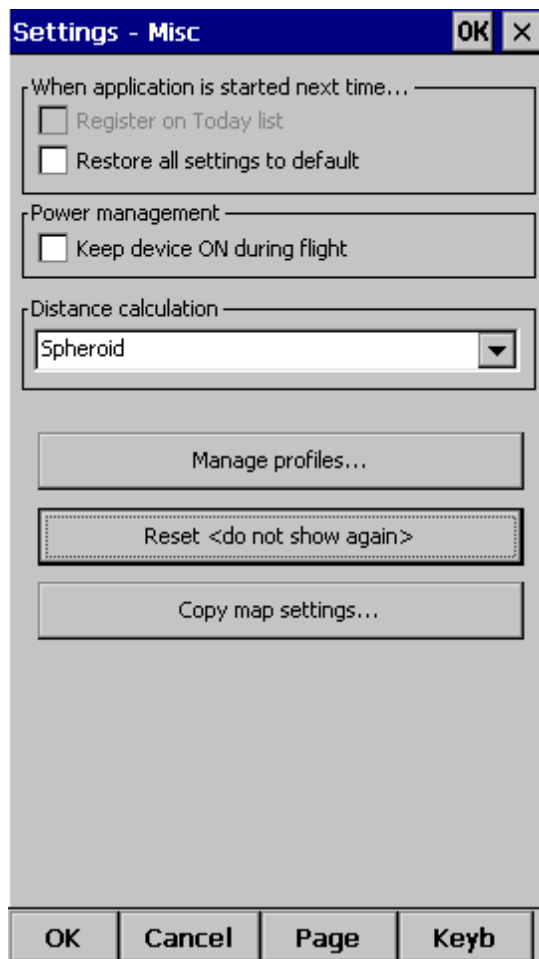 Settings - Misc OK
When application is started next time...
Register on Today list
Restore all settings to default
Power management
Keep device ON during flight
Distance calculation
Spheroid
Manage profiles...
Reset <do not show again>
Copy map settings...
OK Cancel Page Keyb